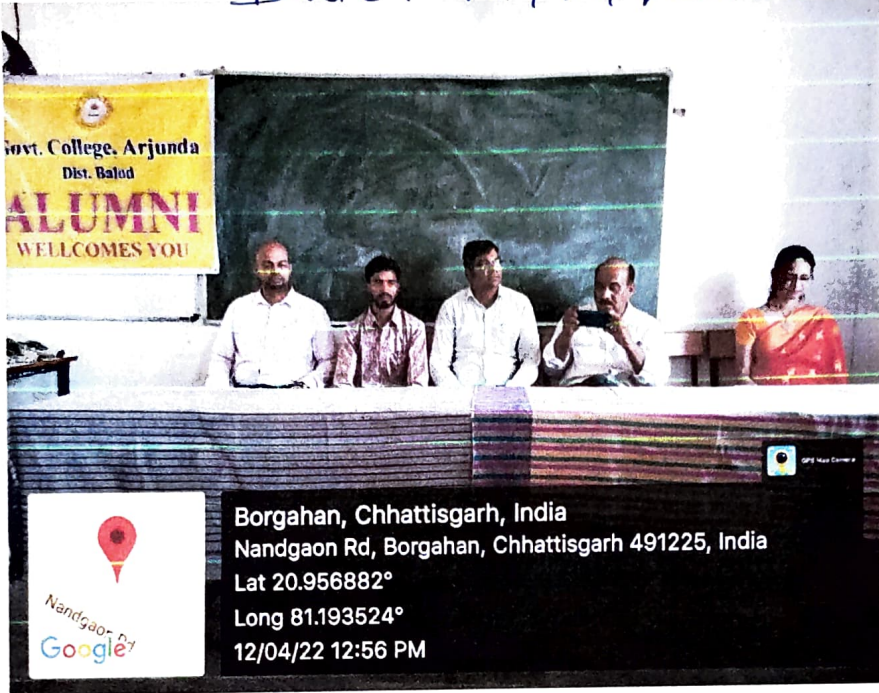 Govt. College, Arjunda
Dist. Balod
ALUMNI
WELLCOMES YOU
GPS Map Camera
Borgahan, Chhattisgarh, India
Nandgaon Rd, Borgahan, Chhattisgarh 491225, India
Lat 20.956882°
Long 81.193524°
12/04/22 12:56 PM
Nandgaon Rd
Google